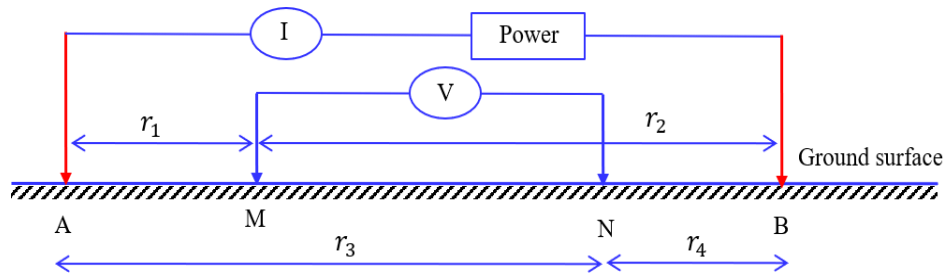 I
Power
V
r₁
r₂
Ground surface
A
M
N
B
r₃
r₄